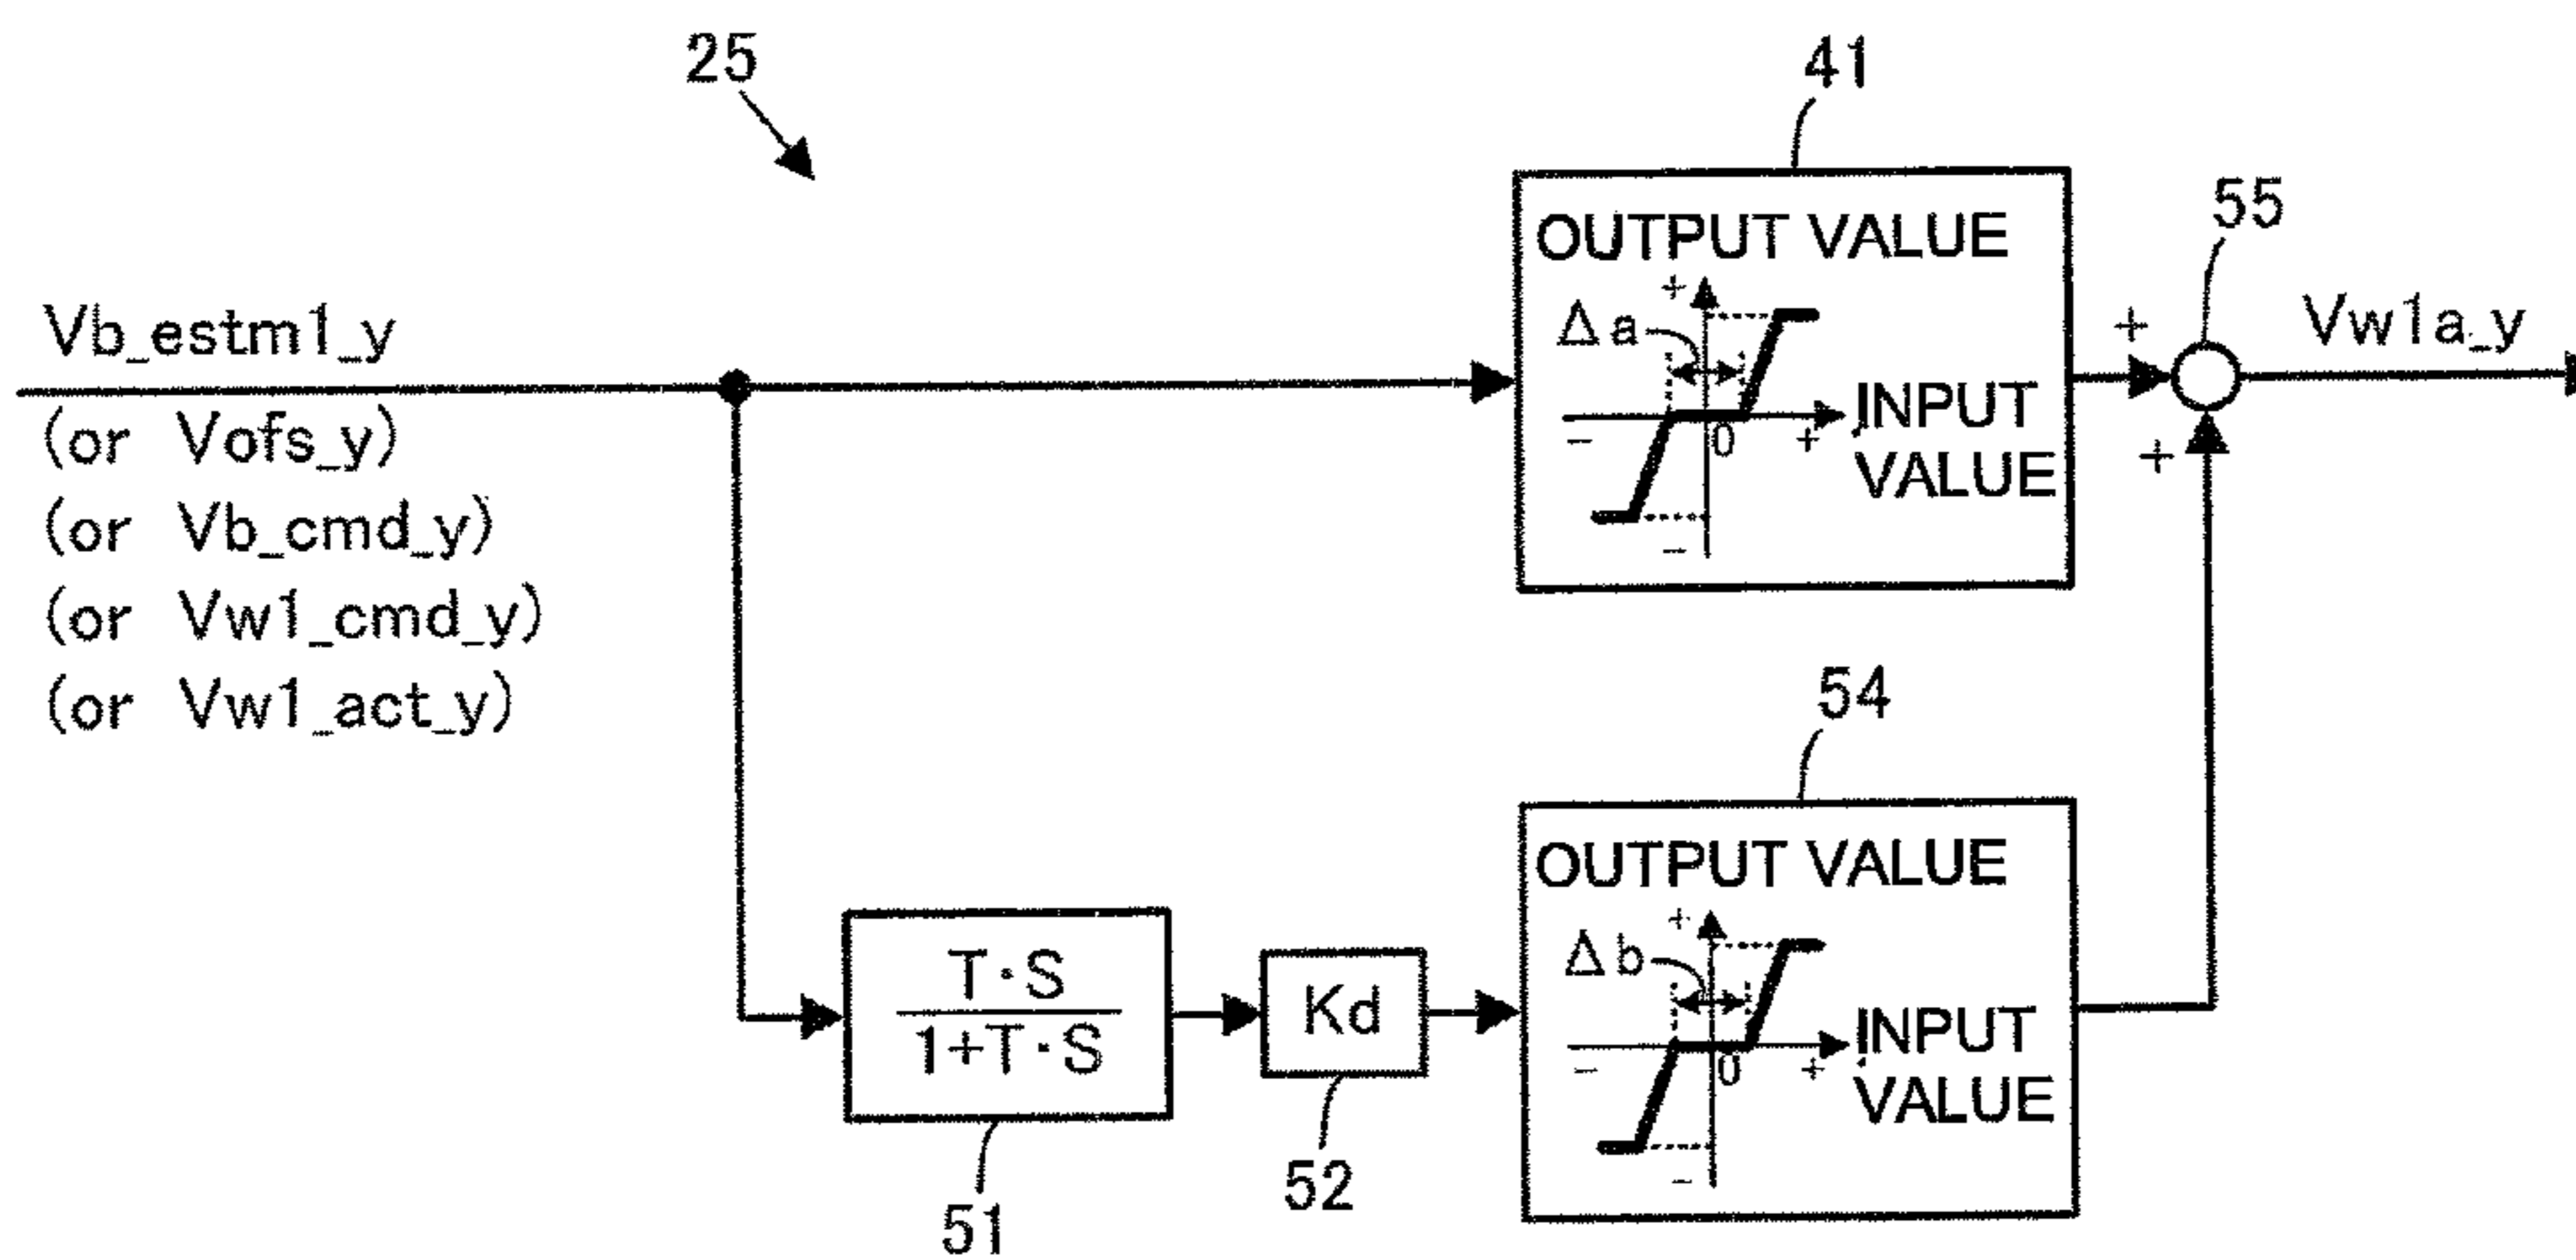 25
41
55
OUTPUT VALUE
+
Δa
INPUT
VALUE
0
+
-
-
Vb_estm1_y
(or Vofs_y)
(or Vb_cmd_y)
(or Vw1_cmd_y)
(or Vw1_act_y)
+
+
Vw1a_y
54
OUTPUT VALUE
+
Δb
INPUT
VALUE
0
+
-
-
T·S
1+T·S
Kd
51
52